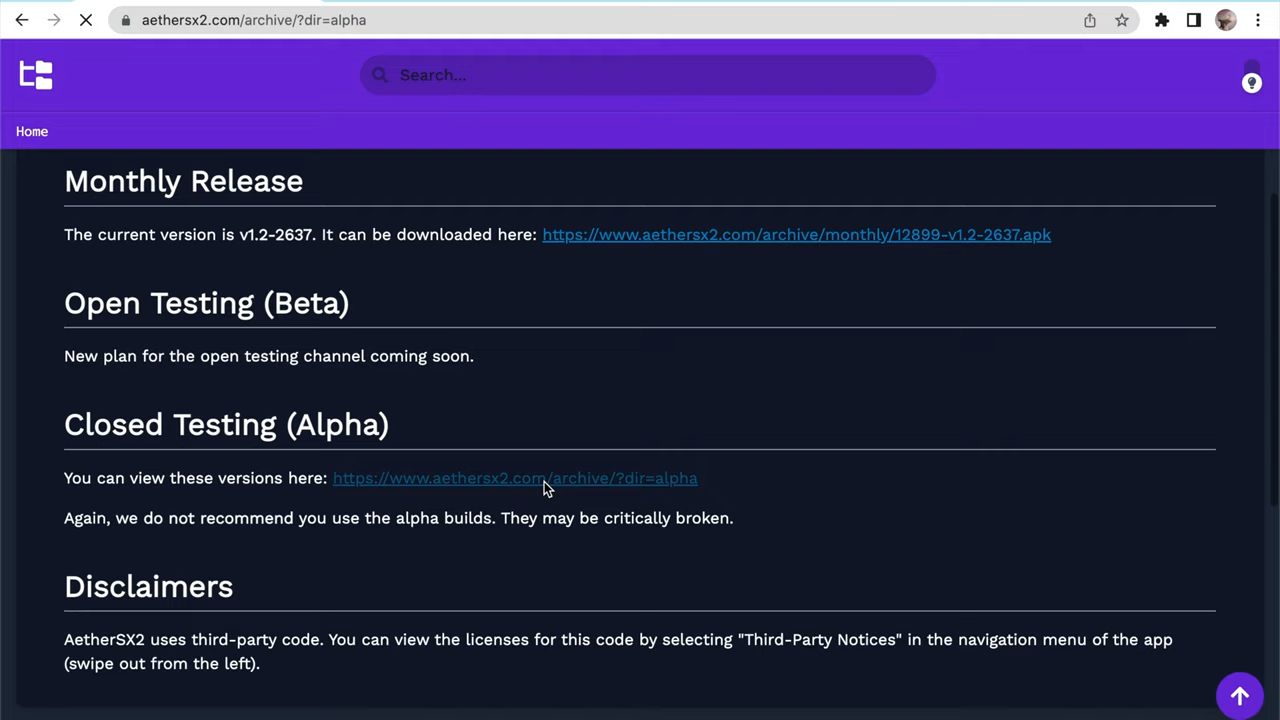 aethersx2.com/archive/?dir=alpha
Search...
Home
Monthly Release
The current version is v1.2-2637. It can be downloaded here: https://www.aethersx2.com/archive/monthly/12899-v1.2-2637.apk
Open Testing (Beta)
New plan for the open testing channel coming soon.
Closed Testing (Alpha)
You can view these versions here: https://www.aethersx2.com/archive/?dir=alpha
Again, we do not recommend you use the alpha builds. They may be critically broken.
Disclaimers
AetherSX2 uses third-party code. You can view the licenses for this code by selecting "Third-Party Notices" in the navigation menu of the app
(swipe out from the left).